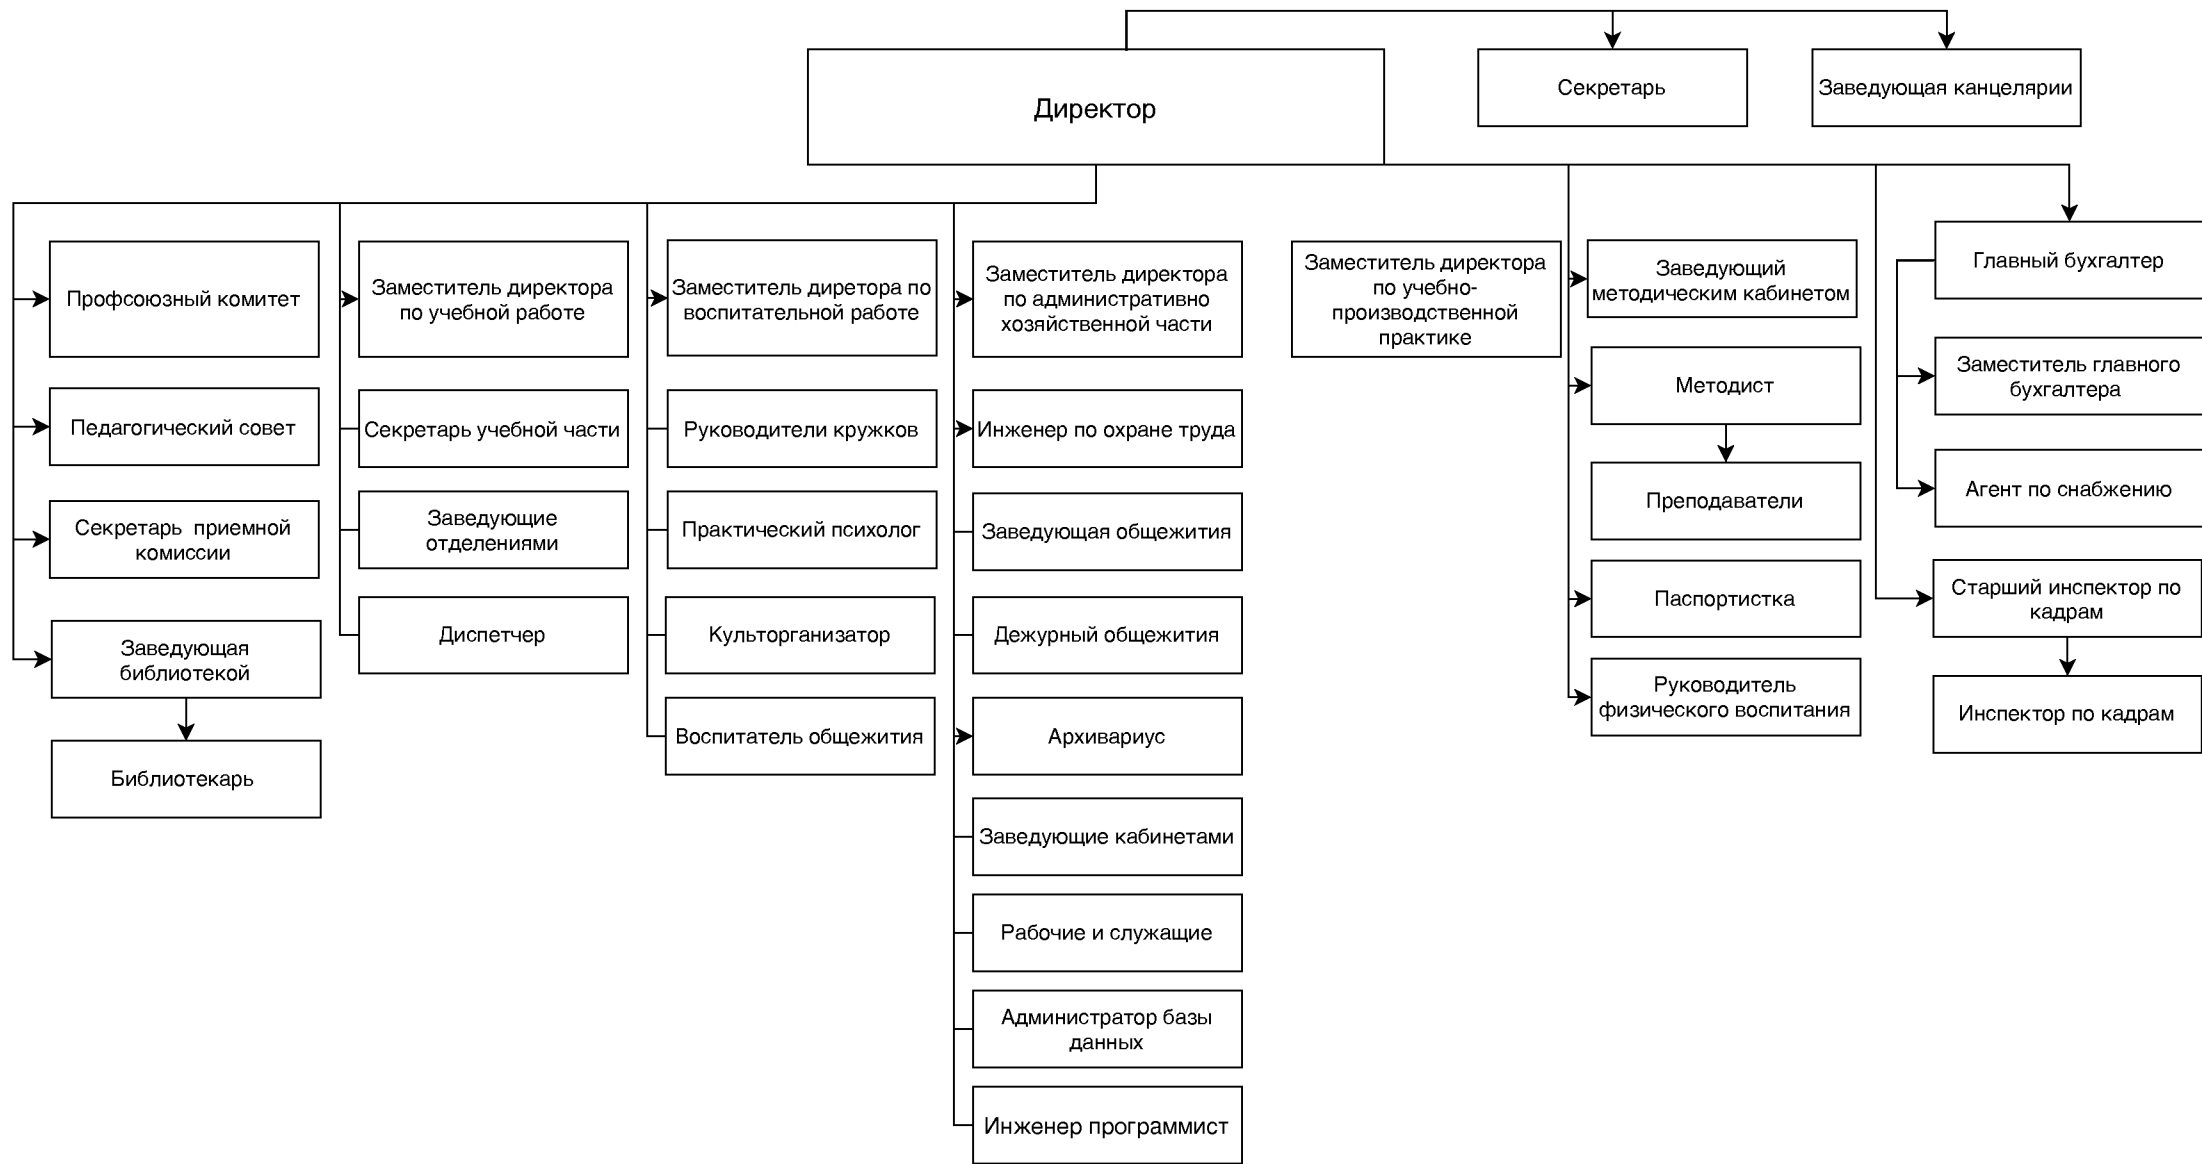 Директор
Секретарь
Заведующая канцелярии
Профсоюзный комитет
Педагогический совет
Секретарь приемной
комиссии
Заведующая
библиотекой
Библиотекарь
Заместитель директора
по учебной работе
Секретарь учебной части
Заведующие
отделениями
Диспетчер
Заместитель диретора по
воспитательной работе
Руководители кружков
Практический психолог
Культорганизатор
Воспитатель общежития
Заместитель директора
по административно
хозяйственной части
Инженер по охране труда
Заведующая общежития
Дежурный общежития
Архивариус
Заведующие кабинетами
Рабочие и служащие
Администратор базы
данных
Инженер программист
Заместитель директора
по учебно-
производственной
практике
Заведующий
методическим кабинетом
Методист
Преподаватели
Паспортистка
Руководитель
физического воспитания
Главный бухгалтер
Заместитель главного
бухгалтера
Агент по снабжению
Старший инспектор по
кадрам
Инспектор по кадрам